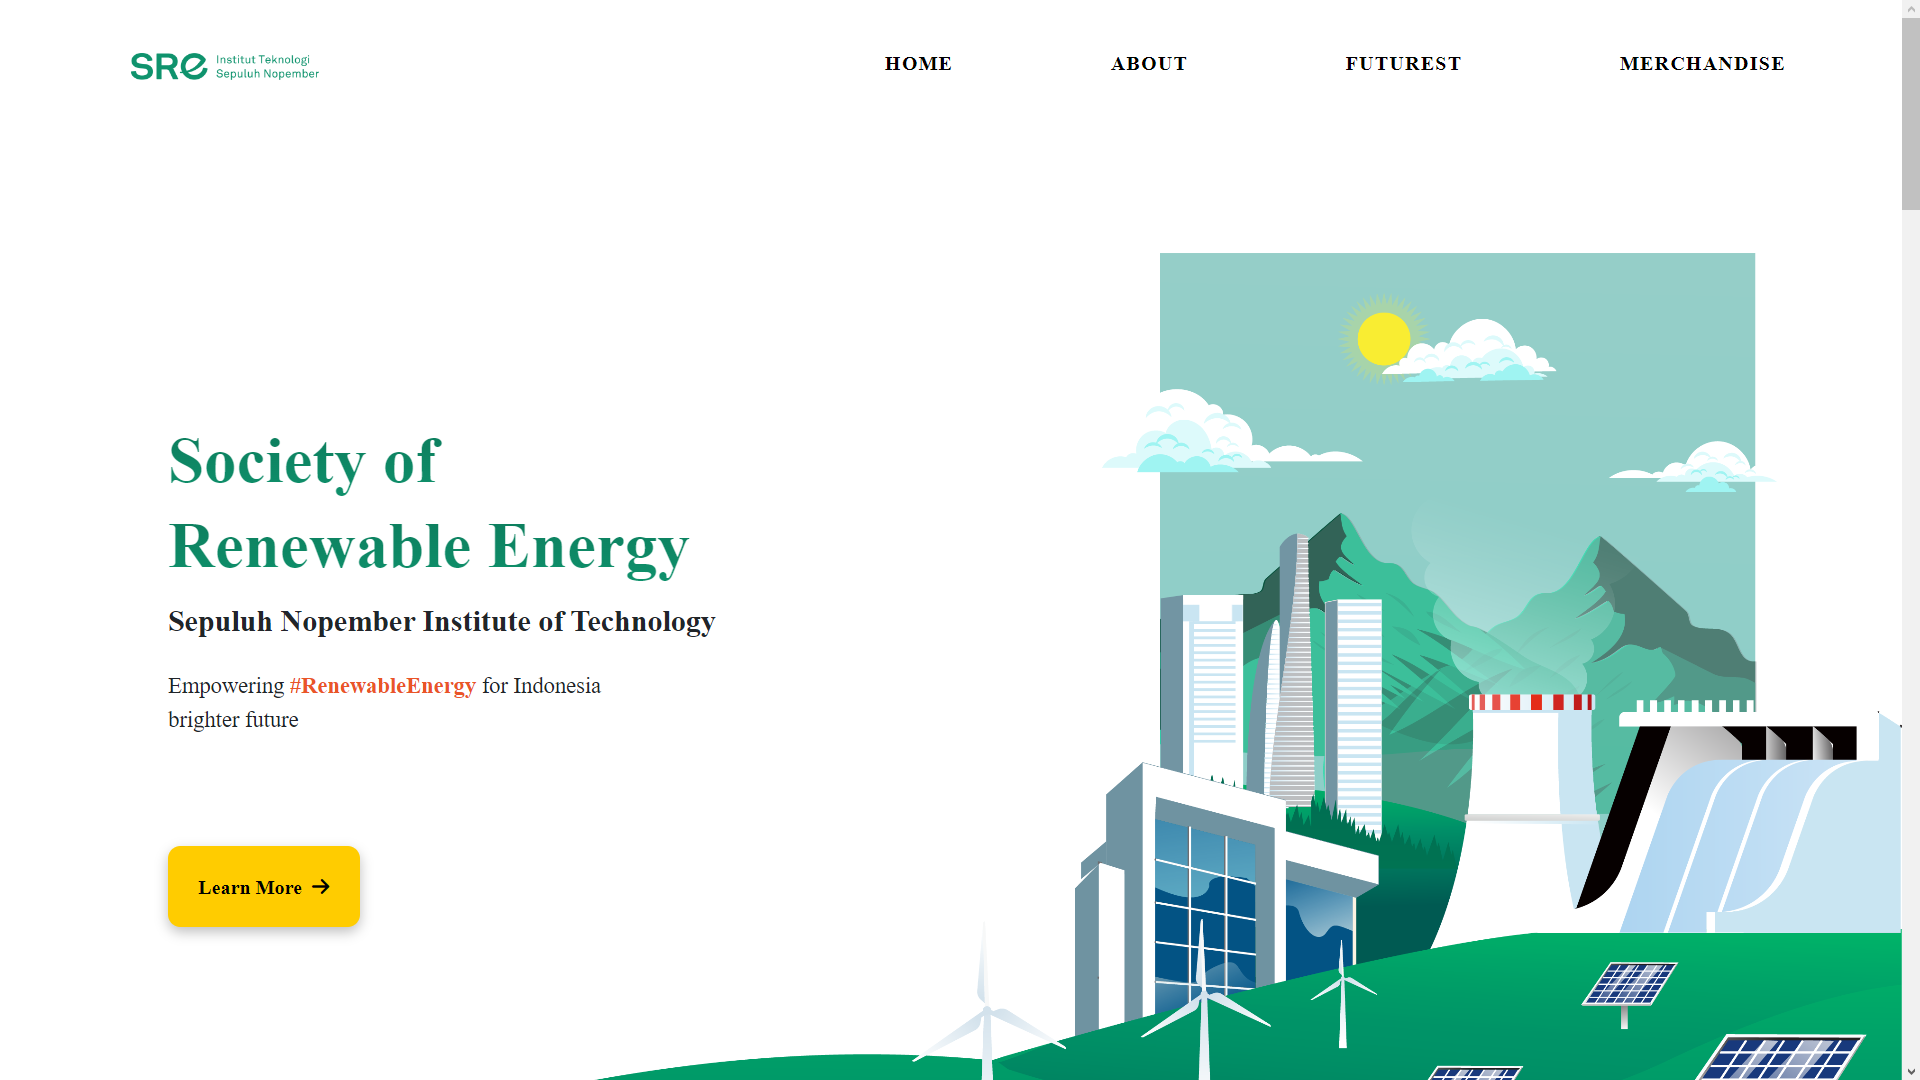 SRE Institut Teknologi
Sepuluh Nopember
HOME ABOUT FUTUREST MERCHANDISE
Society of
Renewable Energy
Sepuluh Nopember Institute of Technology
Empowering #RenewableEnergy for Indonesia
brighter future
Learn More →